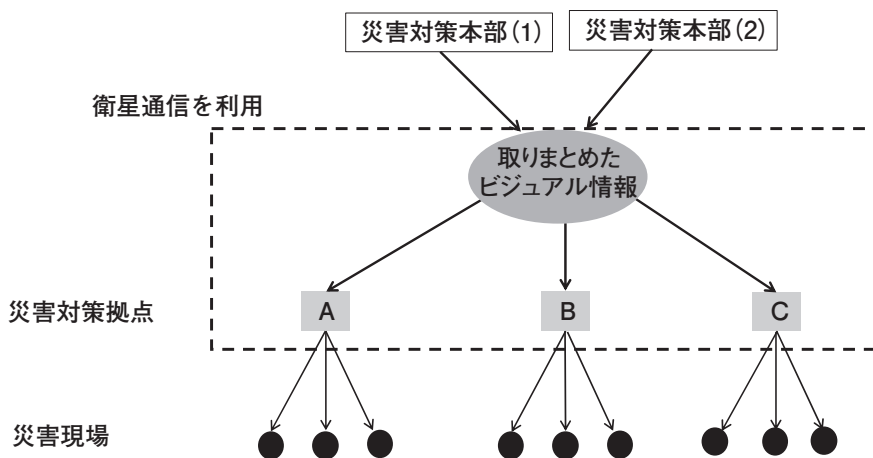 災害対策本部(1)
災害対策本部(2)
衛星通信を利用
取りまとめた
ビジュアル情報
災害対策拠点
A
B
C
災害現場